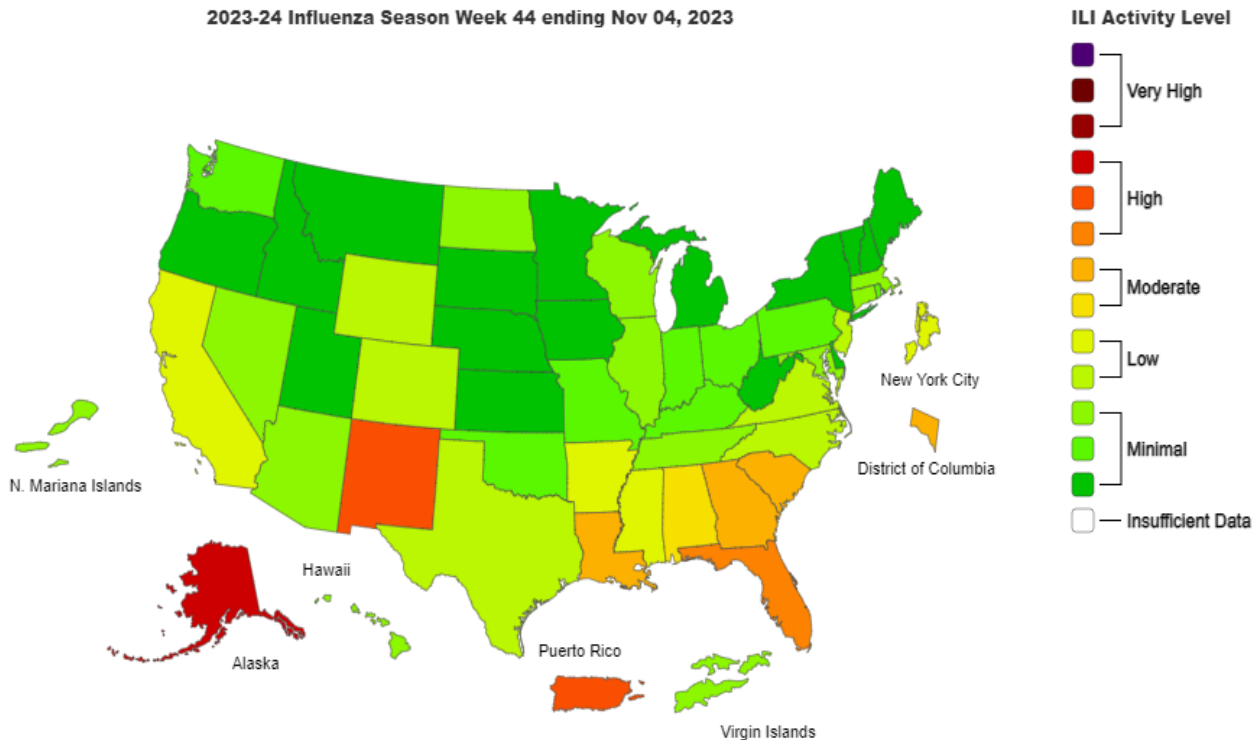 2023-24 Influenza Season Week 44 ending Nov 04, 2023
ILI Activity Level
Very High
High
Moderate
Low
Minimal
Insufficient Data
New York City
District of Columbia
N. Mariana Islands
Hawaii
Alaska
Puerto Rico
Virgin Islands